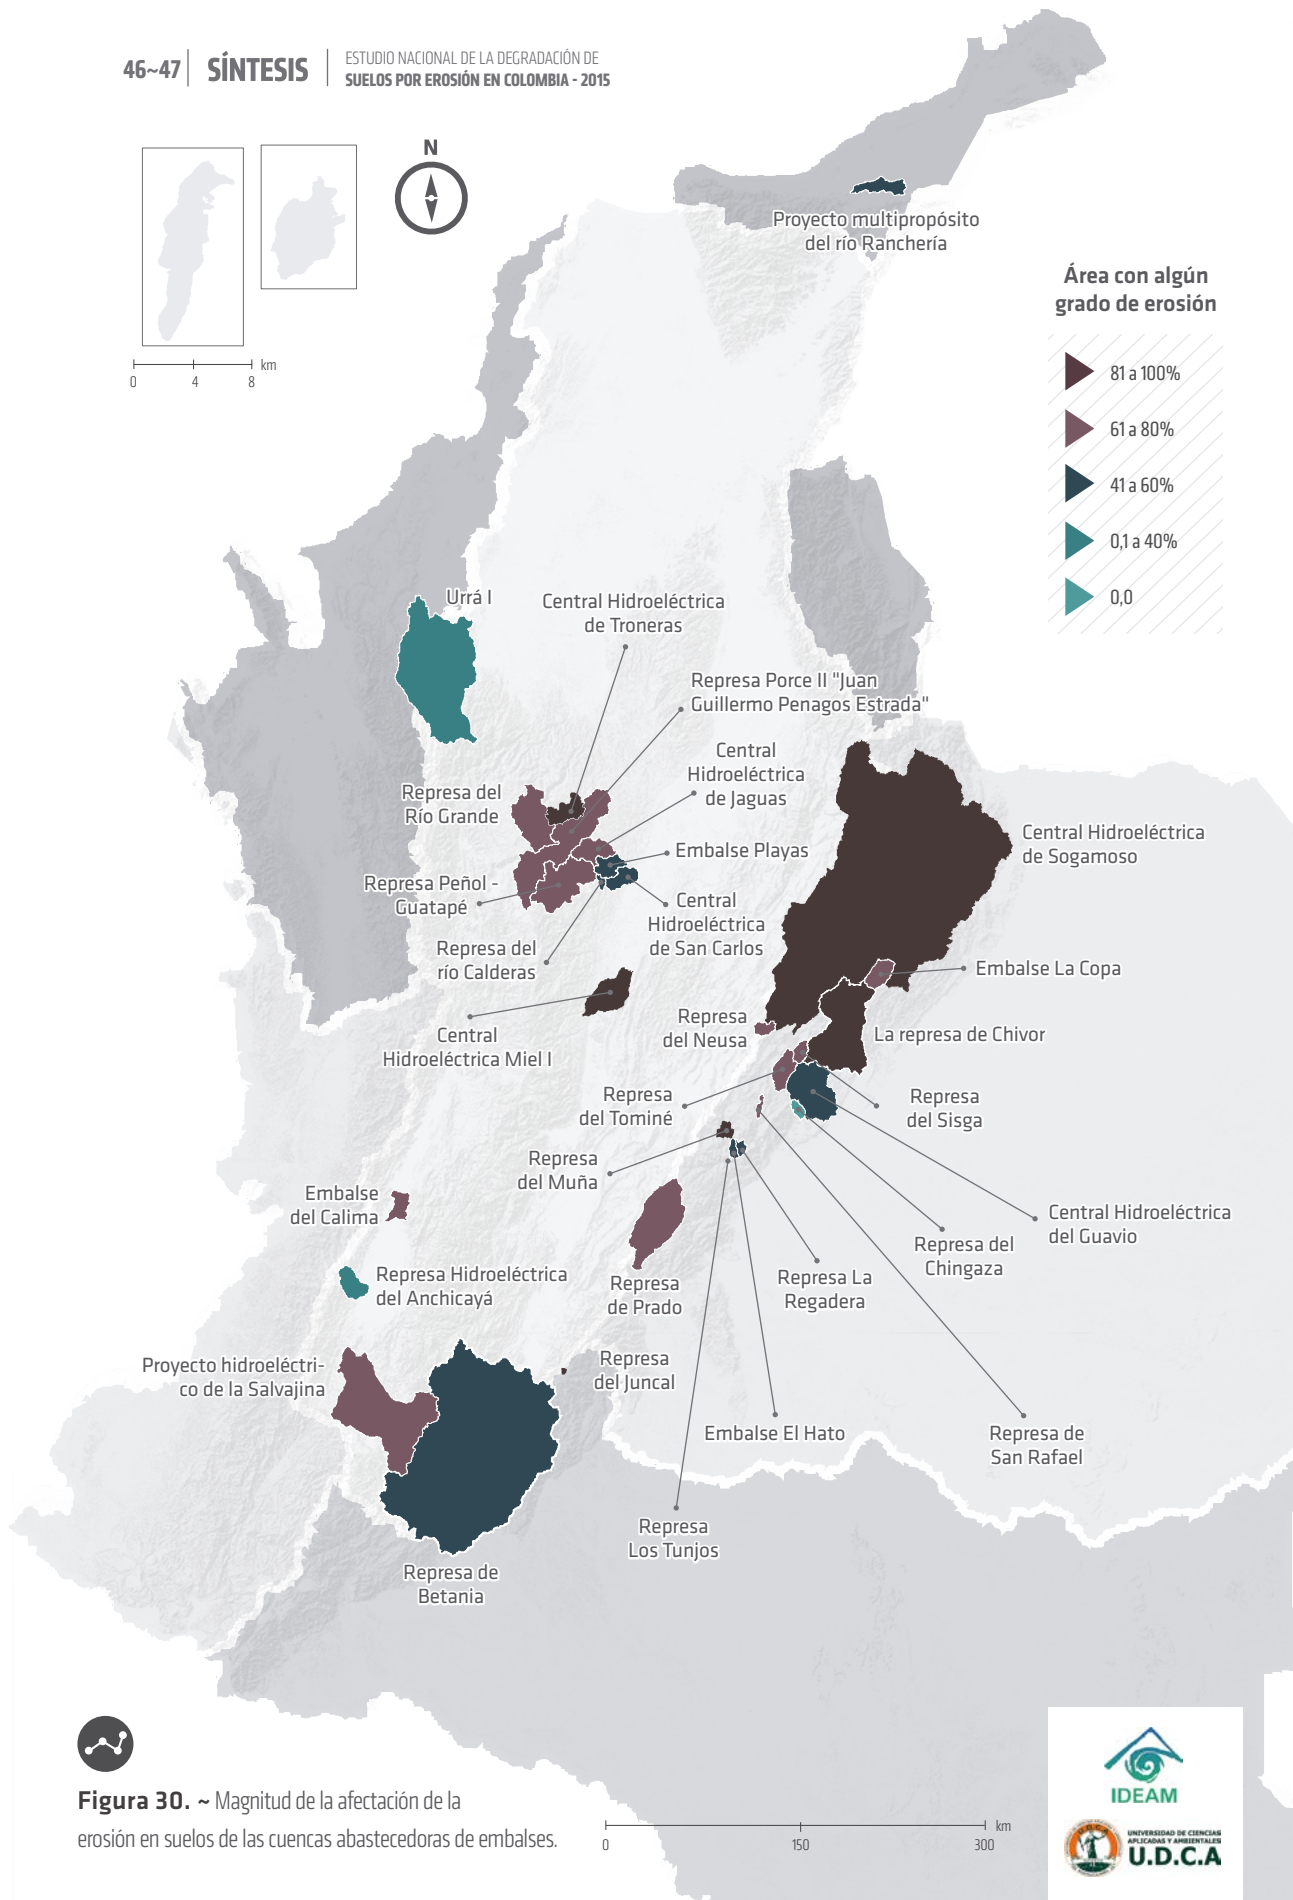 46~47
SÍNTESIS
ESTUDIO NACIONAL DE LA DEGRADACIÓN DE
SUELOS POR EROSIÓN EN COLOMBIA - 2015
N
km
0 4 8
Proyecto multipropósito
del río Ranchería
Área con algún
grado de erosión
81 a 100%
61 a 80%
41 a 60%
0,1 a 40%
0,0
Urrá I
Central Hidroeléctrica
de Troneras
Represa Porce II "Juan
Guillermo Penagos Estrada"
Central
Hidroeléctrica
de Jaguas
Represa del
Río Grande
Embalse Playas
Central Hidroeléctrica
de Sogamoso
Represa Peñol -
Guatapé
Central
Hidroeléctrica
de San Carlos
Represa del
río Calderas
Embalse La Copa
Central
Hidroeléctrica Miel I
Represa
del Neusa
La represa de Chivor
Represa
del Tominé
Represa
del Sisga
Represa
del Muña
Embalse
del Calima
Central Hidroeléctrica
del Guavio
Represa del
Chingaza
Represa Hidroeléctrica
del Anchicayá
Represa
de Prado
Represa La
Regadera
Proyecto hidroeléctri-
co de la Salvajina
Represa
del Juncal
Embalse El Hato
Represa de
San Rafael
Represa
Los Tunjos
Represa de
Betania
Figura 30. ~ Magnitud de la afectación de la
erosión en suelos de las cuencas abastecedoras de embalses.
km
0 150 300
IDEAM
U.D.C.A
UNIVERSIDAD DE CIENCIAS
APLICADAS Y AMBIENTALES
U.D.C.A